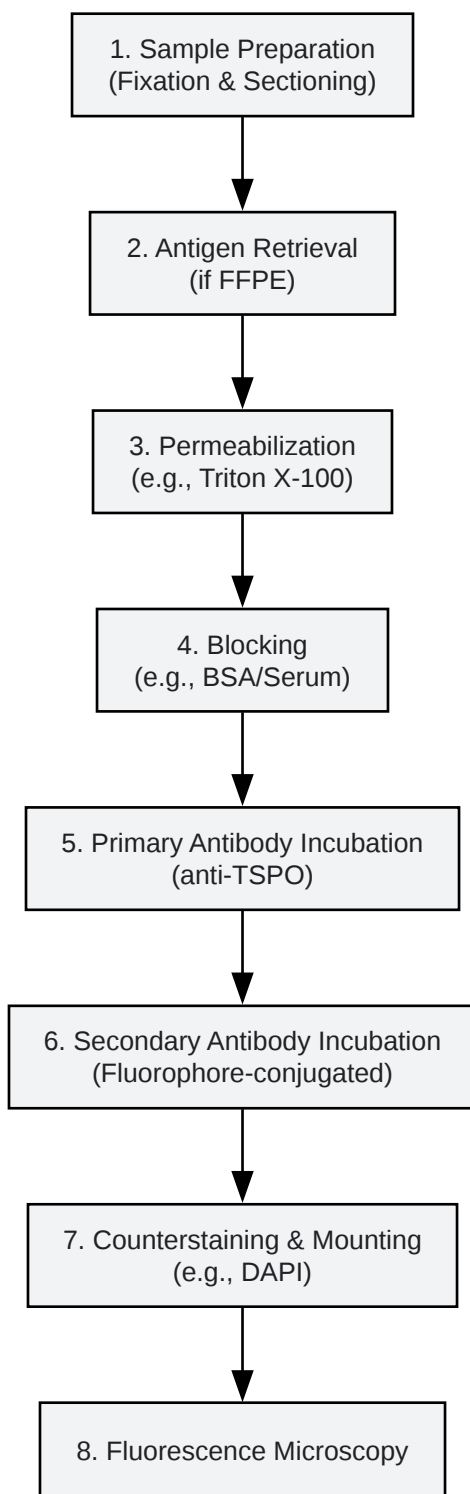 1. Sample Preparation
(Fixation & Sectioning)
2. Antigen Retrieval
(if FFPE)
3. Permeabilization
(e.g., Triton X-100)
4. Blocking
(e.g., BSA/Serum)
5. Primary Antibody Incubation
(anti-TSPO)
6. Secondary Antibody Incubation
(Fluorophore-conjugated)
7. Counterstaining & Mounting
(e.g., DAPI)
8. Fluorescence Microscopy